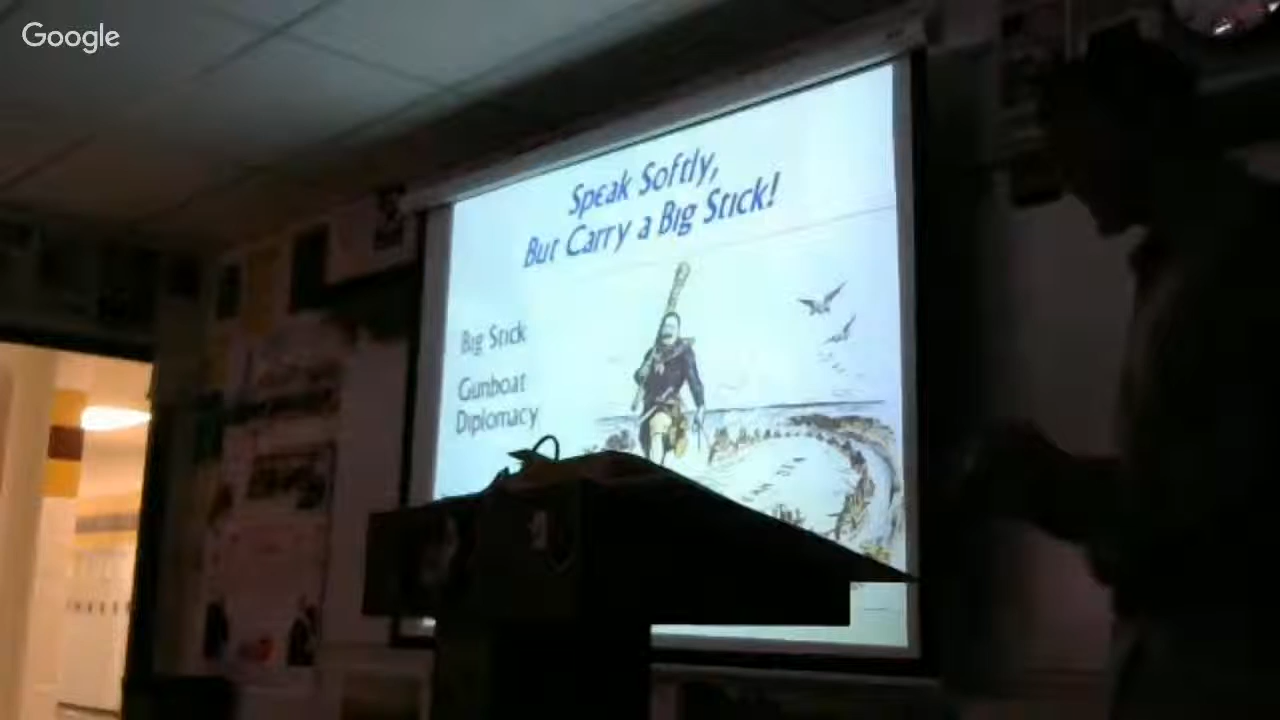 Google
Speak Softly,
But Carry a Big Stick!
Big Stick
Gunboat
Diplomacy